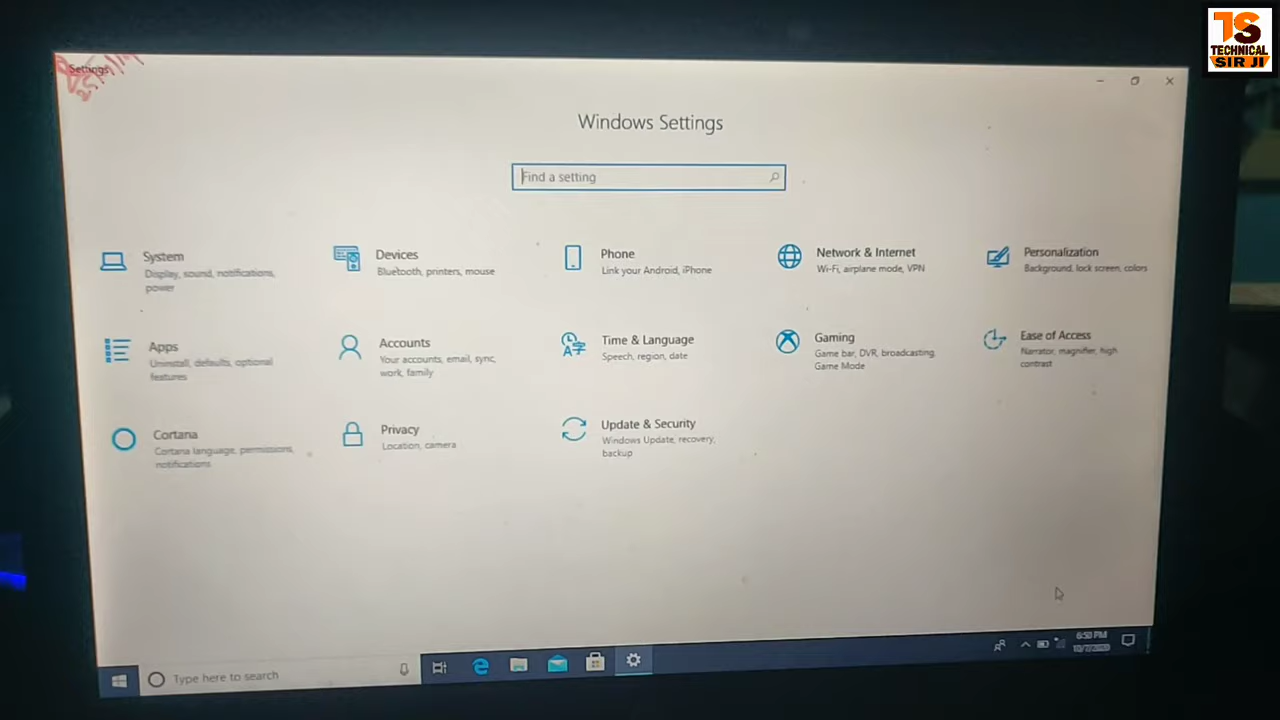 TS
TECHNICAL
SIR JI
Settings
Windows Settings
Find a setting
System
Display, sound, notifications,
power
Devices
Bluetooth, printers, mouse
Phone
Link your Android, iPhone
Network & Internet
Wi-Fi, airplane mode, VPN
Personalization
Background, lock screen, colors
Apps
Uninstall, defaults, optional
features
Accounts
Your accounts, email, sync,
work, family
Time & Language
Speech, region, date
Gaming
Game bar, DVR, broadcasting,
Game Mode
Ease of Access
Narrator, magnifier, high
contrast
Cortana
Cortana language, permissions,
notifications
Privacy
Location, camera
Update & Security
Windows Update, recovery,
backup
Type here to search
6:50 PM